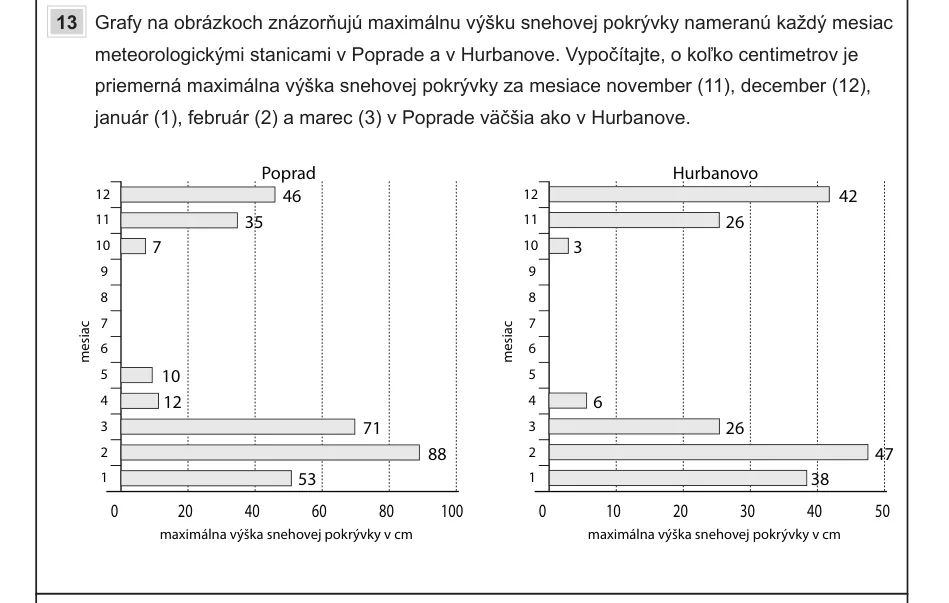 13 Grafy na obrázkoch znázorňujú maximálnu výšku snehovej pokrývky nameranú každý mesiac
meteorologickými stanicami v Poprade a v Hurbanove. Vypočítajte, o koľko centimetrov je
priemerná maximálna výška snehovej pokrývky za mesiace november (11), december (12),
január (1), február (2) a marec (3) v Poprade väčšia ako v Hurbanove.
Poprad
12 46
11 35
10 7
9
8
7
6
5 10
4 12
3 71
2 88
1 53
mesiac
0 20 40 60 80 100
maximálna výška snehovej pokrývky v cm
Hurbanovo
12 42
11 26
10 3
9
8
7
6
5
4 6
3 26
2 47
1 38
mesiac
0 10 20 30 40 50
maximálna výška snehovej pokrývky v cm